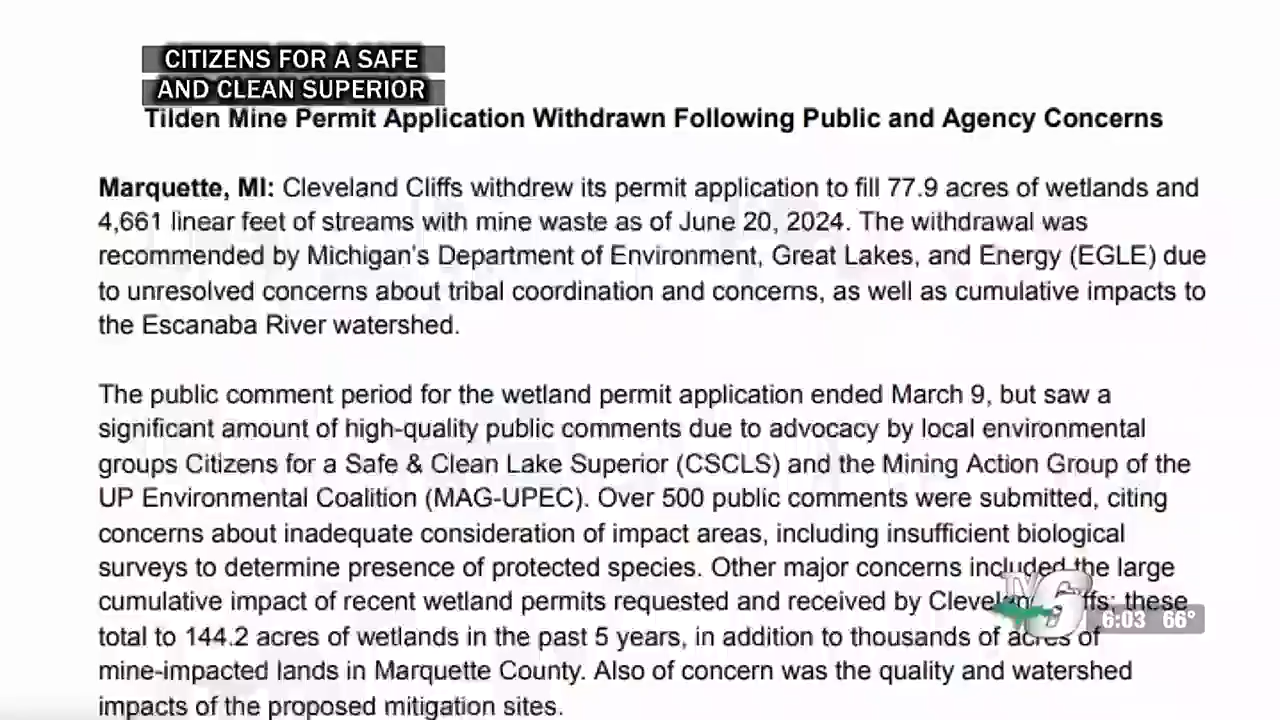 CITIZENS FOR A SAFE
AND CLEAN SUPERIOR
Tilden Mine Permit Application Withdrawn Following Public and Agency Concerns
Marquette, MI: Cleveland Cliffs withdrew its permit application to fill 77.9 acres of wetlands and
4,661 linear feet of streams with mine waste as of June 20, 2024. The withdrawal was
recommended by Michigan's Department of Environment, Great Lakes, and Energy (EGLE) due
to unresolved concerns about tribal coordination and concerns, as well as cumulative impacts to
the Escanaba River watershed.
The public comment period for the wetland permit application ended March 9, but saw a
significant amount of high-quality public comments due to advocacy by local environmental
groups Citizens for a Safe & Clean Lake Superior (CSCLS) and the Mining Action Group of the
UP Environmental Coalition (MAG-UPEC). Over 500 public comments were submitted, citing
concerns about inadequate consideration of impact areas, including insufficient biological
surveys to determine presence of protected species. Other major concerns included the large
cumulative impact of recent wetland permits requested and received by these
total to 144.2 acres of wetlands in the past 5 years, in addition to thousands of acres of
mine-impacted lands in Marquette County. Also of concern was the quality and watershed
impacts of the proposed mitigation sites.
TV6
6:03 66°